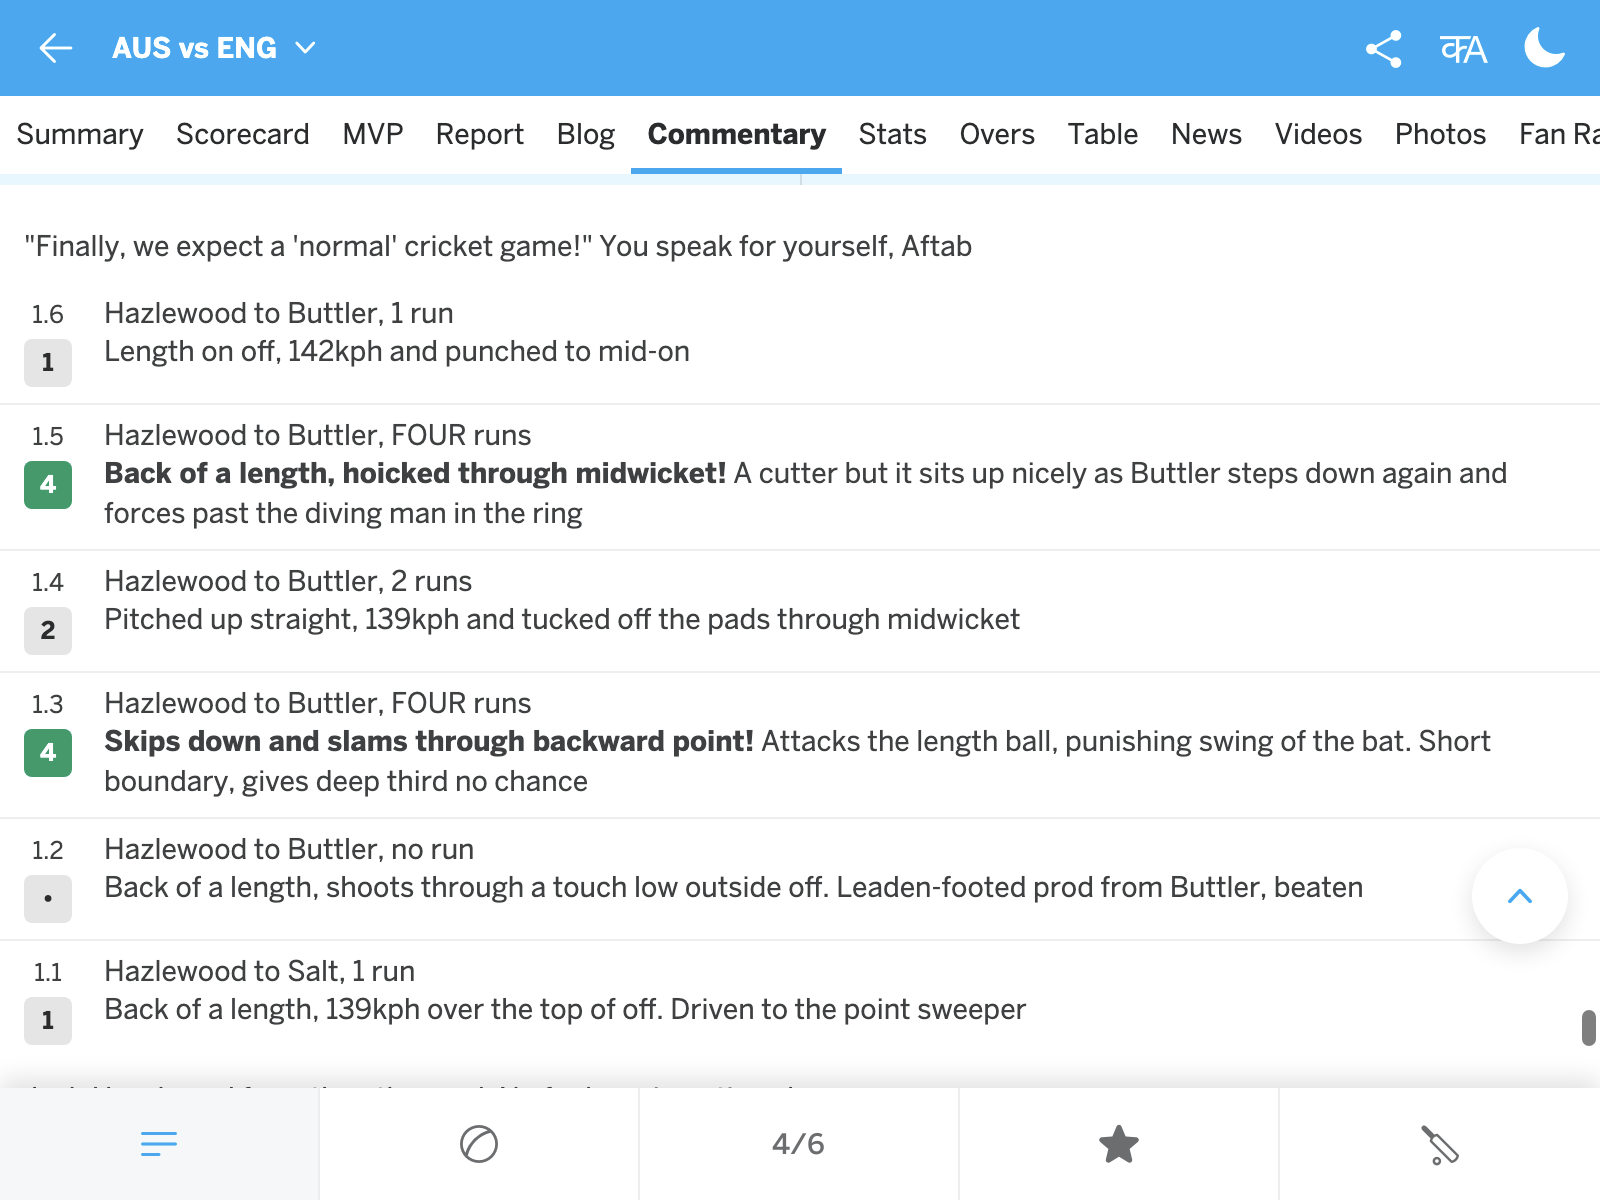 AUS vs ENG
क A
Summary Scorecard MVP Report Blog Commentary Stats Overs Table News Videos Photos Fan Ra
"Finally, we expect a 'normal' cricket game!" You speak for yourself, Aftab
1.6 Hazlewood to Buttler, 1 run
1 Length on off, 142kph and punched to mid-on
1.5 Hazlewood to Buttler, FOUR runs
4 Back of a length, hoicked through midwicket! A cutter but it sits up nicely as Buttler steps down again and
forces past the diving man in the ring
1.4 Hazlewood to Buttler, 2 runs
2 Pitched up straight, 139kph and tucked off the pads through midwicket
1.3 Hazlewood to Buttler, FOUR runs
4 Skips down and slams through backward point! Attacks the length ball, punishing swing of the bat. Short
boundary, gives deep third no chance
1.2 Hazlewood to Buttler, no run
• Back of a length, shoots through a touch low outside off. Leaden-footed prod from Buttler, beaten
1.1 Hazlewood to Salt, 1 run
1 Back of a length, 139kph over the top of off. Driven to the point sweeper
4/6